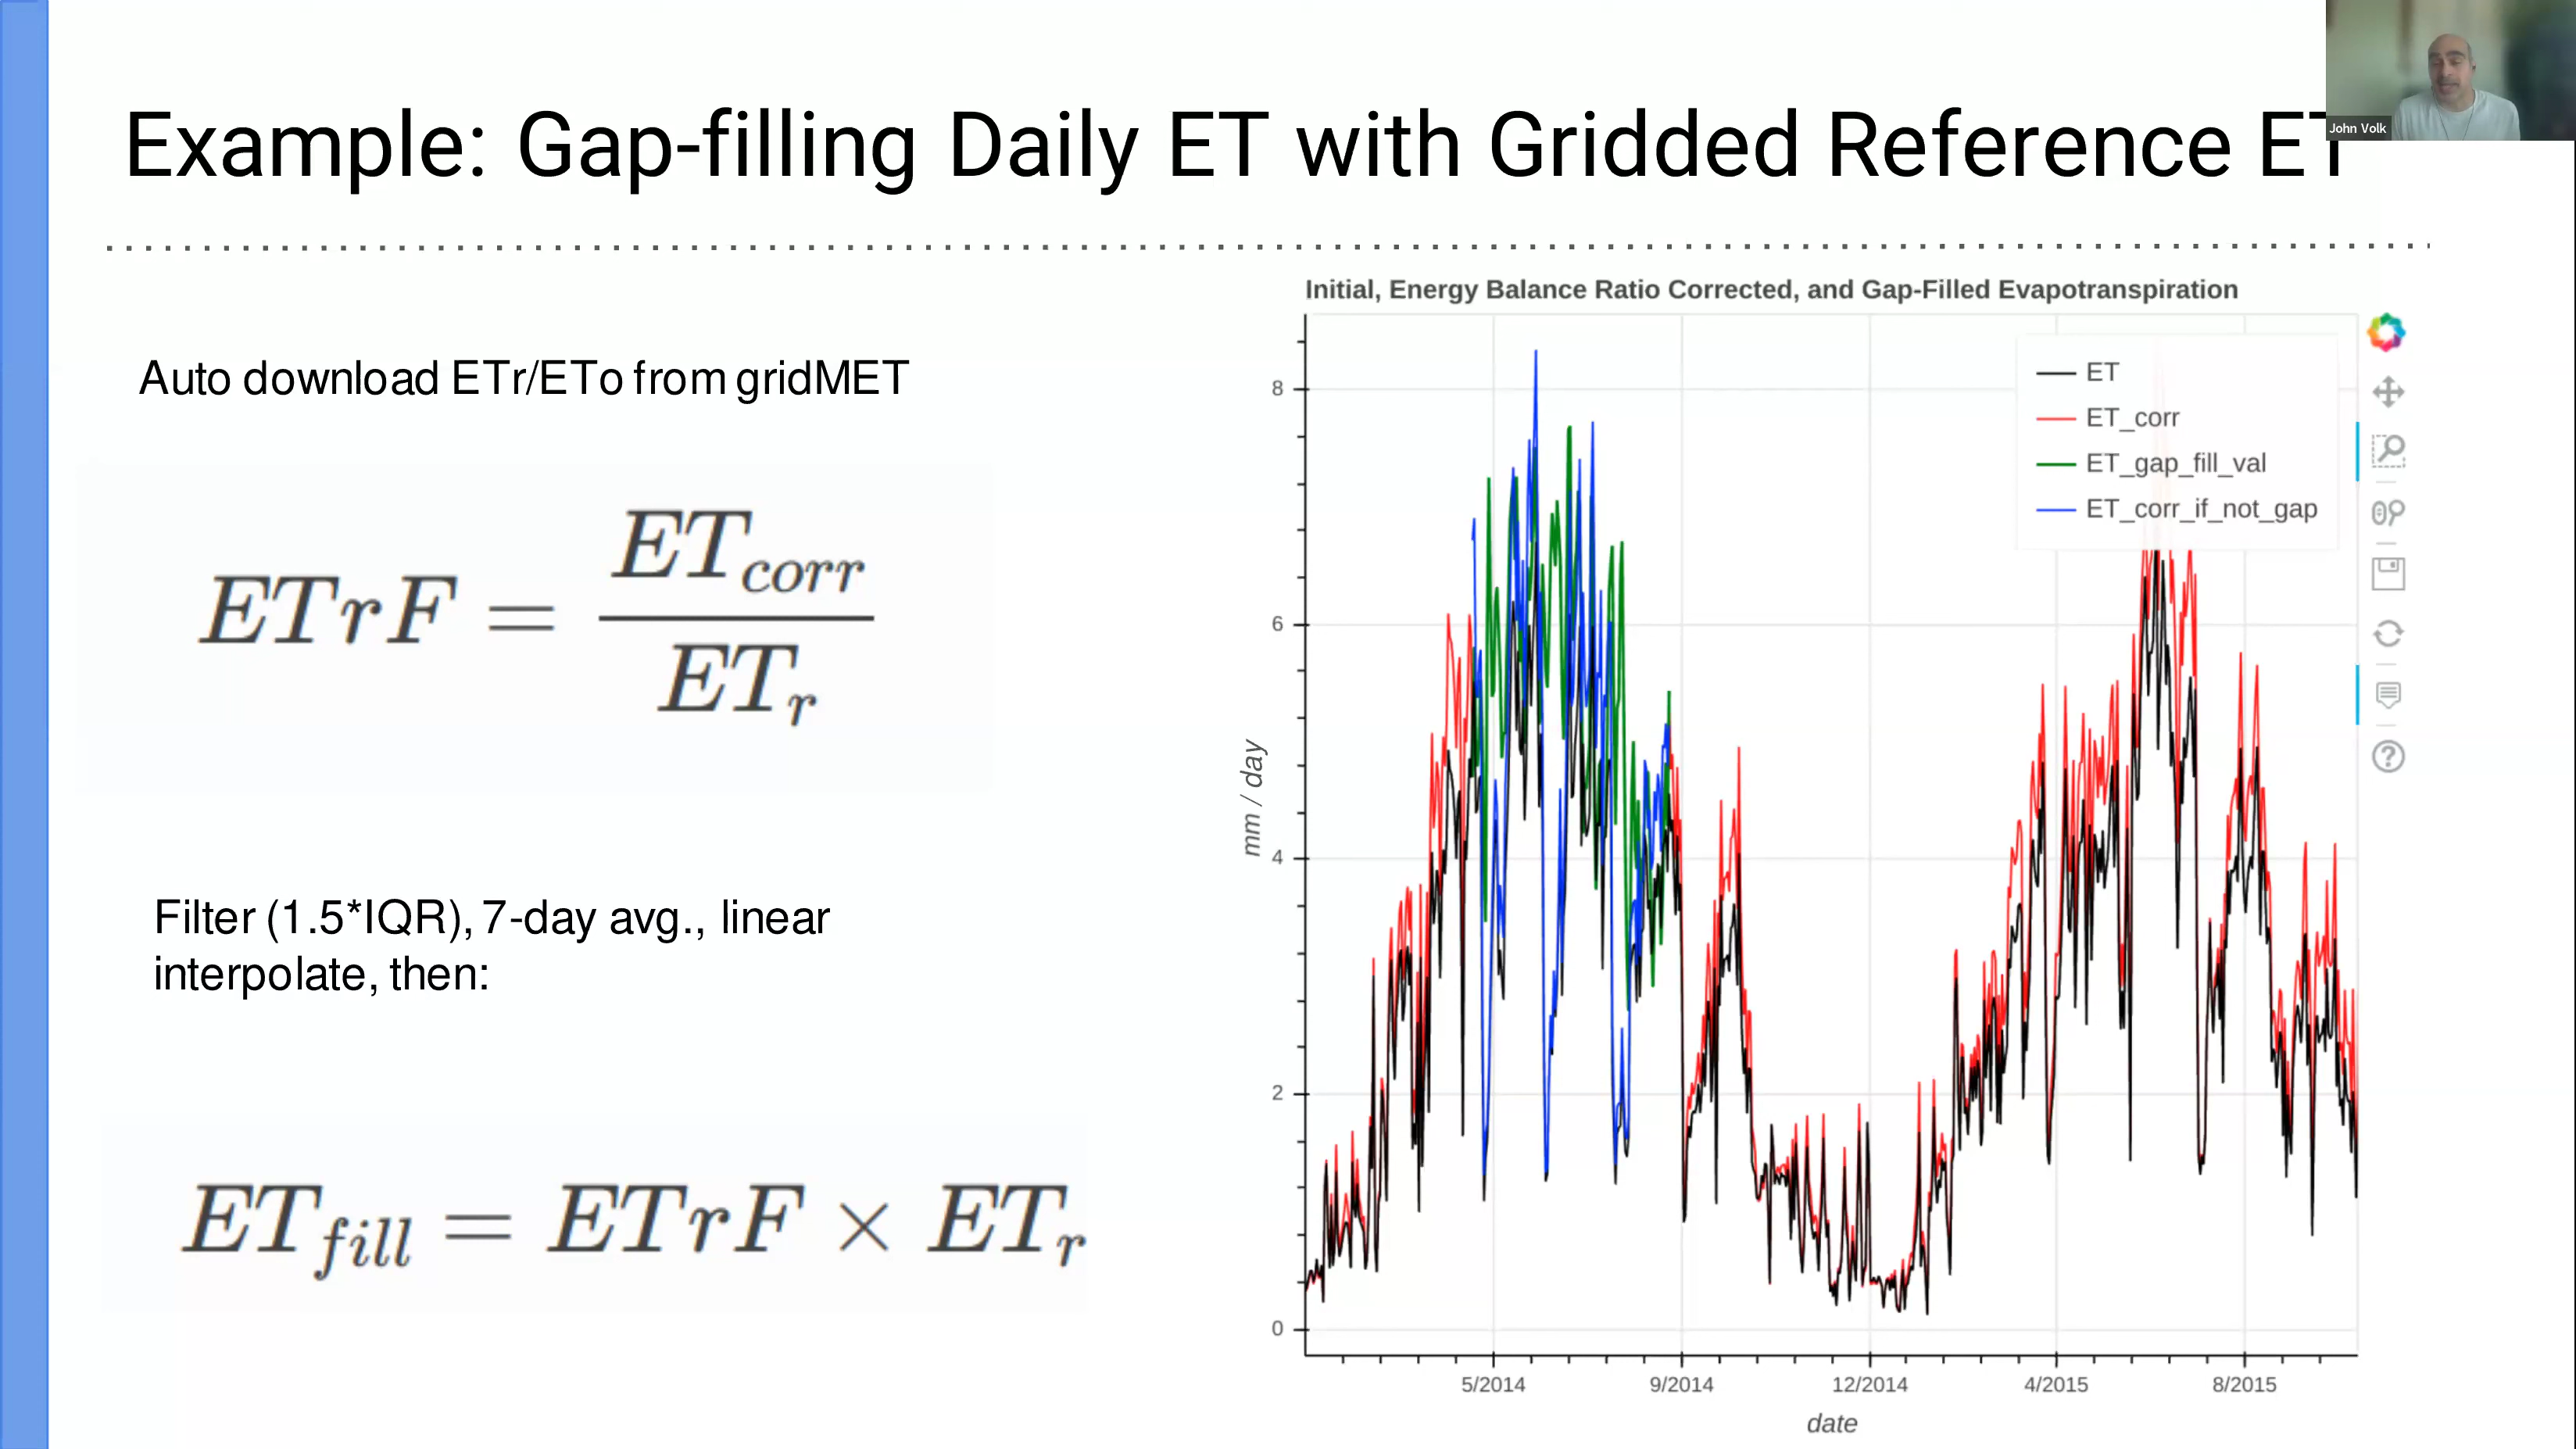 Example: Gap-filling Daily ET with Gridded Reference ET
John Volk
Auto download ETr/ETo from gridMET
ETrF = ET_corr / ET_r
Filter (1.5*IQR), 7-day avg., linear
interpolate, then:
ET_fill = ETrF × ET_r
Initial, Energy Balance Ratio Corrected, and Gap-Filled Evapotranspiration
ET
ET_corr
ET_gap_fill_val
ET_corr_if_not_gap
mm / day
8
6
4
2
0
5/2014
9/2014
12/2014
4/2015
8/2015
date